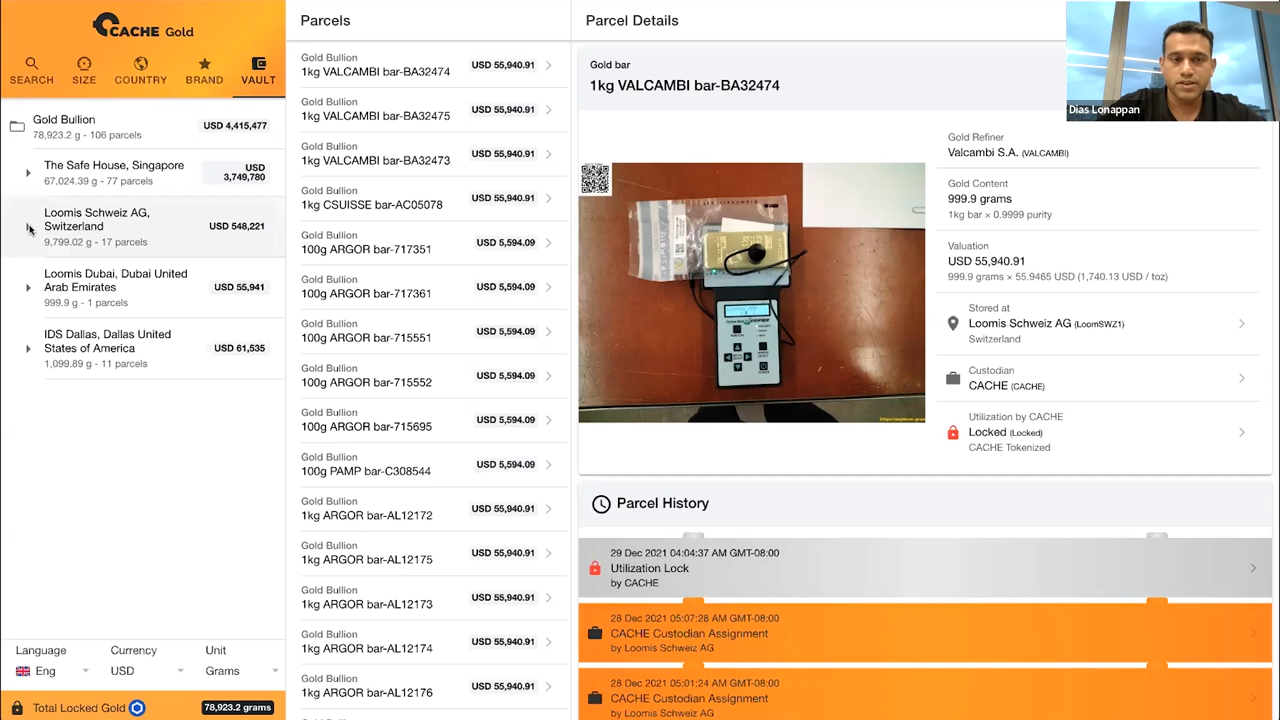 CACHE Gold
SEARCH
SIZE
COUNTRY
BRAND
VAULT
Gold Bullion
78,923.2 g - 106 parcels
USD 4,415,477
The Safe House, Singapore
67,024.39 g - 77 parcels
USD
3,749,780
Loomis Schweiz AG,
Switzerland
9,799.02 g - 17 parcels
USD 548,221
Loomis Dubai, Dubai United
Arab Emirates
999.9 g - 1 parcels
USD 55,941
IDS Dallas, Dallas United
States of America
1,099.89 g - 11 parcels
USD 61,535
Language
Eng
Currency
USD
Unit
Grams
Total Locked Gold
78,923.2 grams
Parcels
Gold Bullion
1kg VALCAMBI bar-BA32474
USD 55,940.91
Gold Bullion
1kg VALCAMBI bar-BA32475
USD 55,940.91
Gold Bullion
1kg VALCAMBI bar-BA32473
USD 55,940.91
Gold Bullion
1kg CSUISSE bar-AC05078
USD 55,940.91
Gold Bullion
100g ARGOR bar-717351
USD 5,594.09
Gold Bullion
100g ARGOR bar-717361
USD 5,594.09
Gold Bullion
100g ARGOR bar-715551
USD 5,594.09
Gold Bullion
100g ARGOR bar-715552
USD 5,594.09
Gold Bullion
100g ARGOR bar-715695
USD 5,594.09
Gold Bullion
100g PAMP bar-C308544
USD 5,594.09
Gold Bullion
1kg ARGOR bar-AL12172
USD 55,940.91
Gold Bullion
1kg ARGOR bar-AL12175
USD 55,940.91
Gold Bullion
1kg ARGOR bar-AL12173
USD 55,940.91
Gold Bullion
1kg ARGOR bar-AL12174
USD 55,940.91
Gold Bullion
1kg ARGOR bar-AL12176
USD 55,940.91
Parcel Details
Gold bar
1kg VALCAMBI bar-BA32474
Dias Lonappan
Gold Refiner
Valcambi S.A. (VALCAMBI)
Gold Content
999.9 grams
1kg bar × 0.9999 purity
Valuation
USD 55,940.91
999.9 grams × 55.9465 USD (1,740.13 USD / toz)
Stored at
Loomis Schweiz AG (LoomSWZ1)
Switzerland
Custodian
CACHE (CACHE)
Utilization by CACHE
Locked (Locked)
CACHE Tokenized
Parcel History
29 Dec 2021 04:04:37 AM GMT-08:00
Utilization Lock
by CACHE
28 Dec 2021 05:07:28 AM GMT-08:00
CACHE Custodian Assignment
by Loomis Schweiz AG
28 Dec 2021 05:01:24 AM GMT-08:00
CACHE Custodian Assignment
by Loomis Schweiz AG